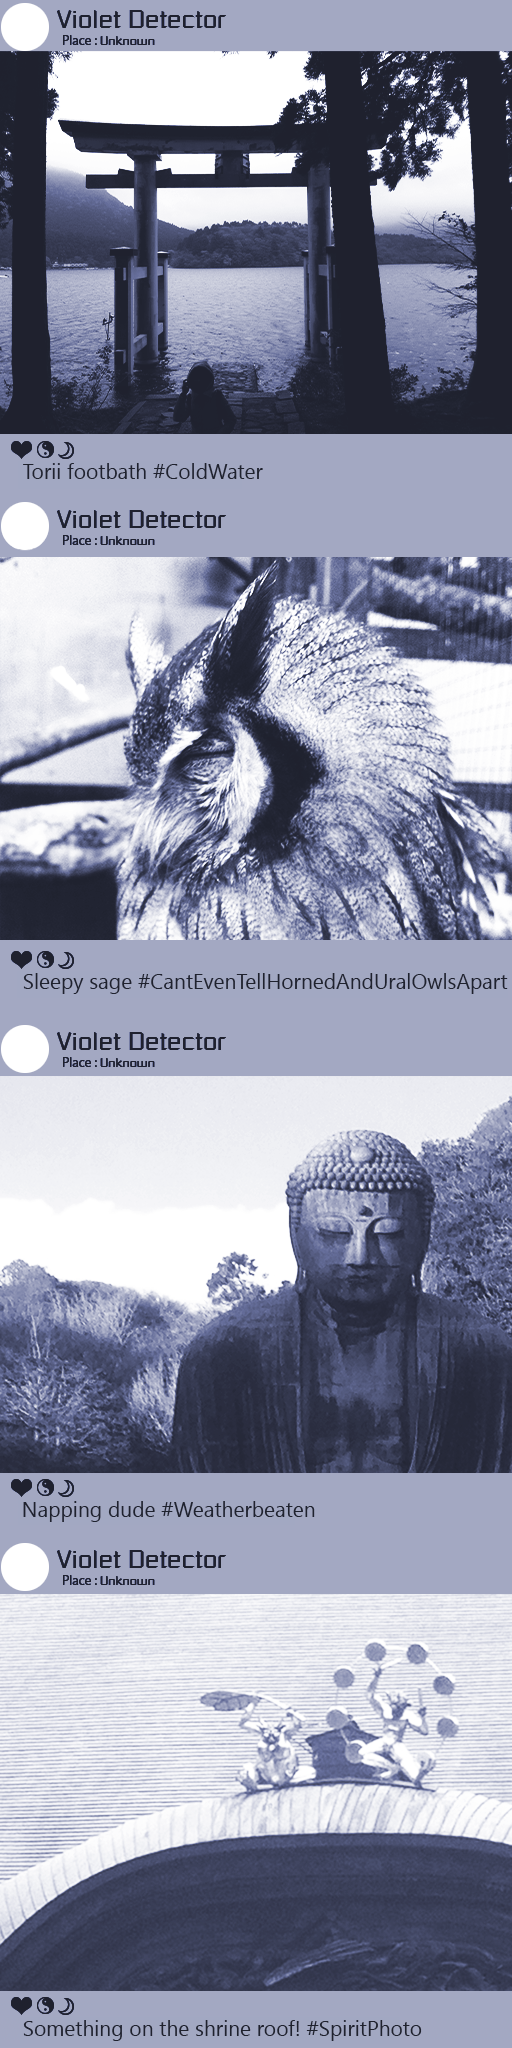 Violet Detector
Place : Unknown
Torii footbath #ColdWater
Violet Detector
Place : Unknown
Sleepy sage #CantEvenTellHornedAndUralOwlsApart
Violet Detector
Place : Unknown
Napping dude #Weatherbeaten
Violet Detector
Place : Unknown
Something on the shrine roof! #SpiritPhoto